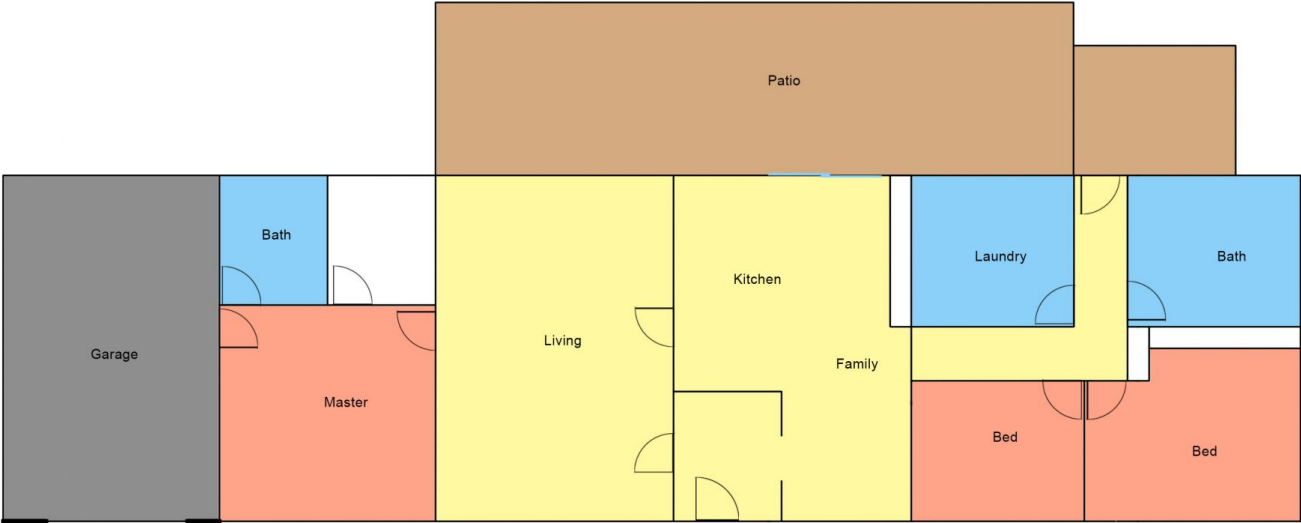 Patio
Bath
Laundry
Bath
Kitchen
Living
Garage
Family
Master
Bed
Bed